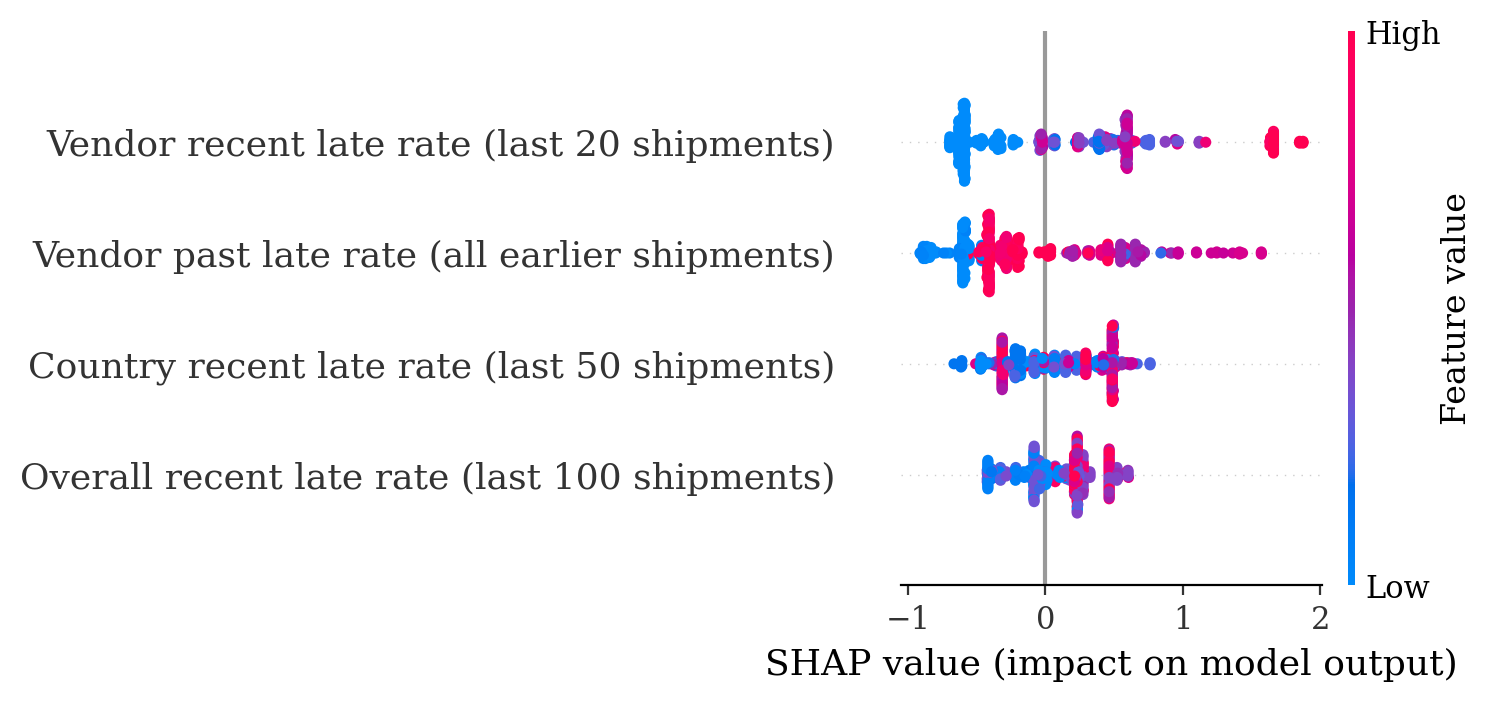 High
Vendor recent late rate (last 20 shipments)
Vendor past late rate (all earlier shipments)
Country recent late rate (last 50 shipments)
Overall recent late rate (last 100 shipments)
Feature value
Low
−1 0 1 2
SHAP value (impact on model output)